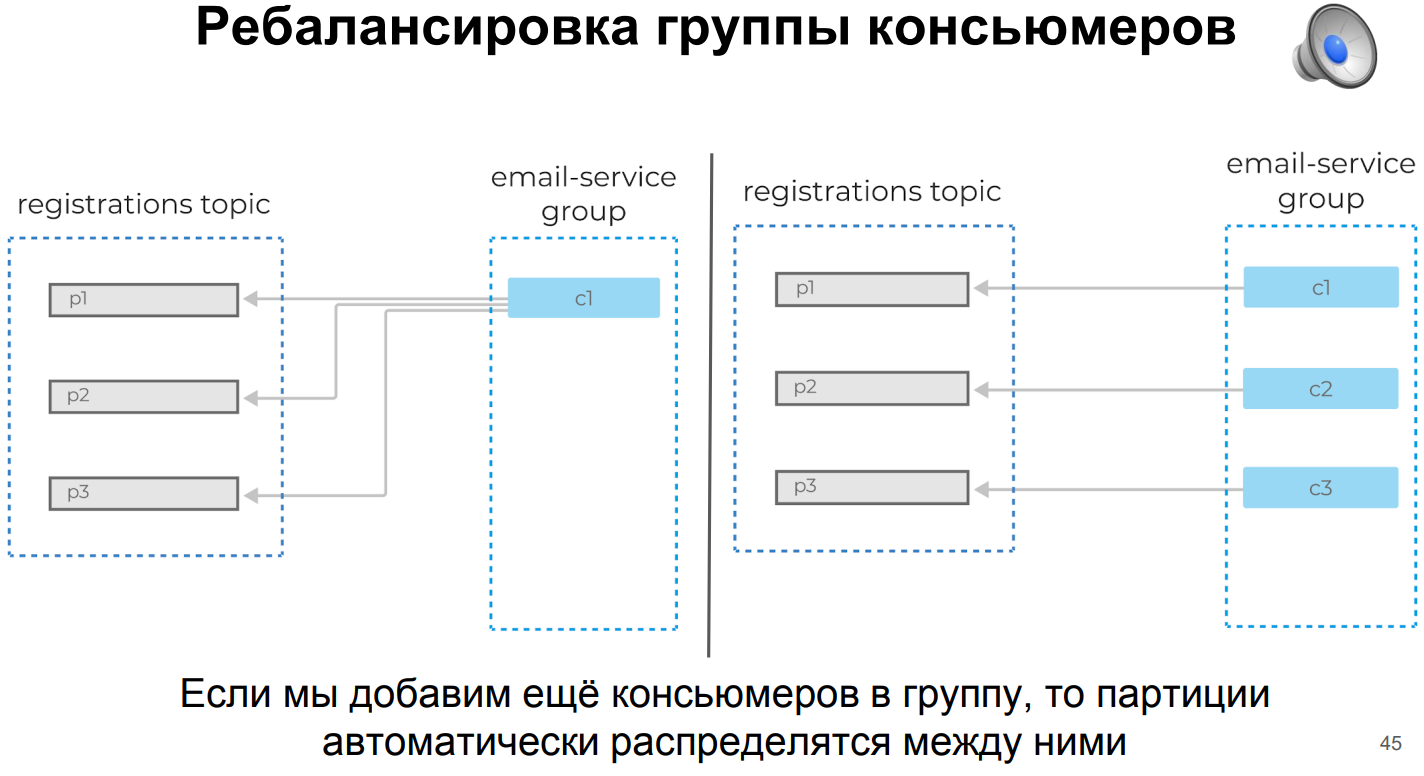 Ребалансировка группы консьюмеров
registrations topic
email-service
group
p1
p2
p3
c1
registrations topic
email-service
group
p1
p2
p3
c1
c2
c3
Если мы добавим ещё консьюмеров в группу, то партиции
автоматически распределятся между ними
45